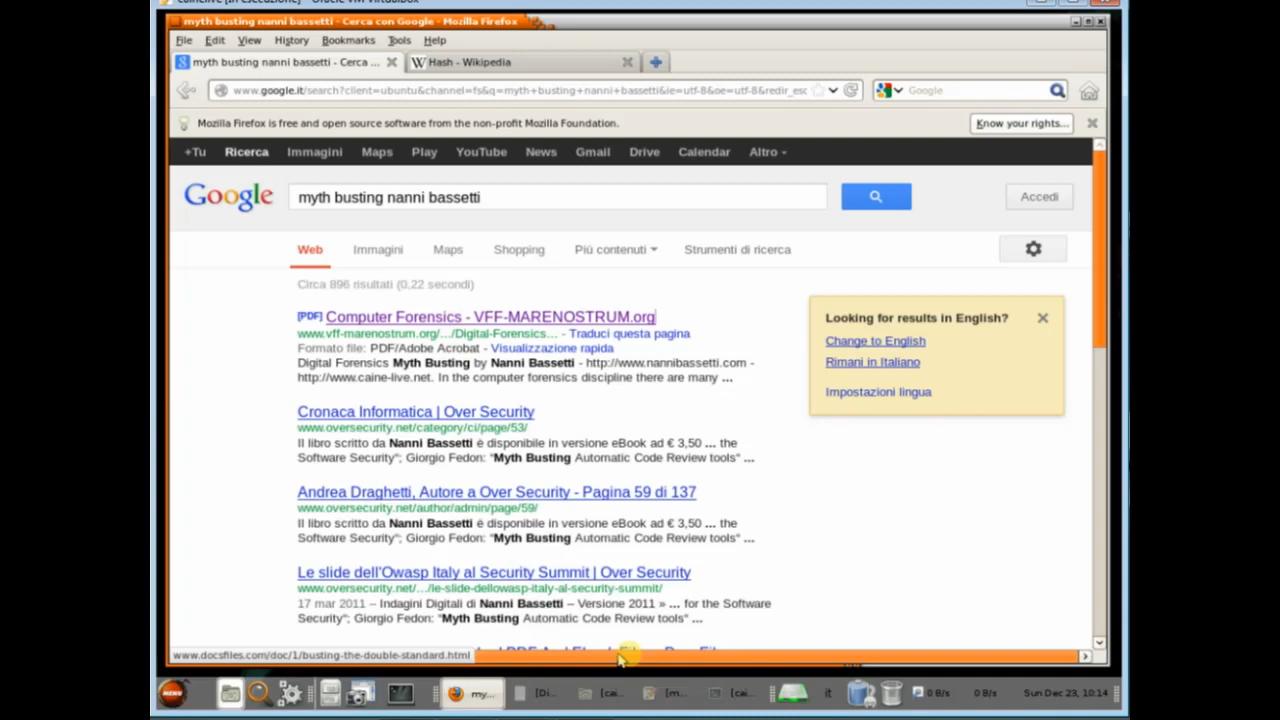 myth busting nanni bassetti - Cerca con Google - Mozilla Firefox
File Edit View History Bookmarks Tools Help
myth busting nanni bassetti - Cerca ... W Hash - Wikipedia
www.google.it/search?client=ubuntu&channel=fs&q=myth+busting+nanni+bassetti&ie=utf-8&oe=utf-8&redir_esc Google
Mozilla Firefox is free and open source software from the non-profit Mozilla Foundation. Know your rights...
+Tu Ricerca Immagini Maps Play YouTube News Gmail Drive Calendar Altro
Google myth busting nanni bassetti Accedi
Web Immagini Maps Shopping Più contenuti Strumenti di ricerca
Circa 896 risultati (0,22 secondi)
[PDF] Computer Forensics - VFF-MARENOSTRUM.org
www.vff-marenostrum.org/.../Digital-Forensics... - Traduci questa pagina
Formato file: PDF/Adobe Acrobat - Visualizzazione rapida
Digital Forensics Myth Busting by Nanni Bassetti - http://www.nannibassetti.com -
http://www.caine-live.net. In the computer forensics discipline there are many ...
Looking for results in English?
Change to English
Rimani in Italiano
Impostazioni lingua
Cronaca Informatica | Over Security
www.oversecurity.net/category/ci/page/53/
Il libro scritto da Nanni Bassetti è disponibile in versione eBook ad € 3,50 ... the
Software Security"; Giorgio Fedon: "Myth Busting Automatic Code Review tools" ...
Andrea Draghetti, Autore a Over Security - Pagina 59 di 137
www.oversecurity.net/author/admin/page/59/
Il libro scritto da Nanni Bassetti è disponibile in versione eBook ad € 3,50 ... the
Software Security"; Giorgio Fedon: "Myth Busting Automatic Code Review tools" ...
Le slide dell'Owasp Italy al Security Summit | Over Security
www.oversecurity.net/.../le-slide-dellowasp-italy-al-security-summit/
17 mar 2011 – Indagini Digitali di Nanni Bassetti – Versione 2011 » ... for the Software
Security"; Giorgio Fedon: "Myth Busting Automatic Code Review tools" ...
www.docsfiles.com/doc/1/busting-the-double-standard.html
MENU my... [Di... [cai... [m... [cai... it 0 B/s 0 B/s Sun Dec 23, 10:14